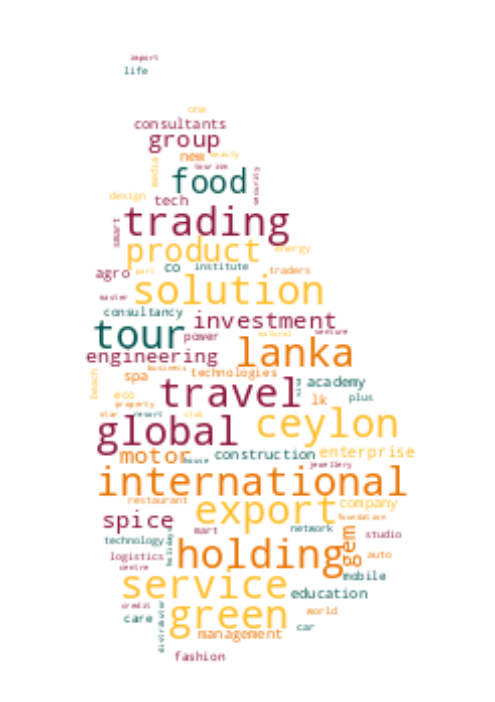 import
life
one
consultants
group
new
beauty
media
tourism
food
security
design
tech
trading
smart
product
energy
co
institute
agro
part
traders
solution
master
consultancy
investment
tour
power
venture
natural
engineering
lanka
business
technologies
beach
spa
travel
asia
academy
eco
lk
plus
property
star
resort
club
global
ceylon
motor
house
construction
enterprise
jewellery
international
restaurant
export
company
spice
foundation
mart
network
studio
technology
holiday
holding
gem
logistics
auto
centre
mobile
service
education
credit
distributor
green
world
care
car
management
fashion